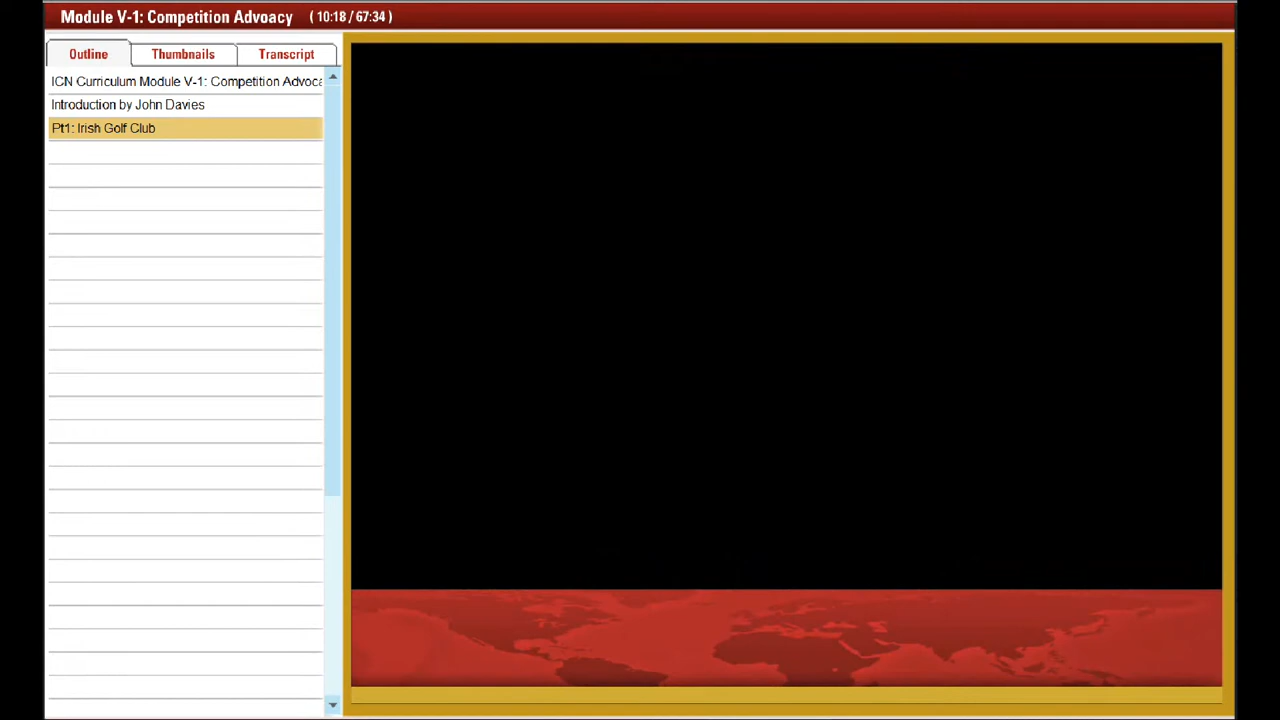 Module V-1: Competition Advocacy ( 10:18 / 67:34 )
Outline Thumbnails Transcript
ICN Curriculum Module V-1: Competition Advoca
Introduction by John Davies
Pt1: Irish Golf Club